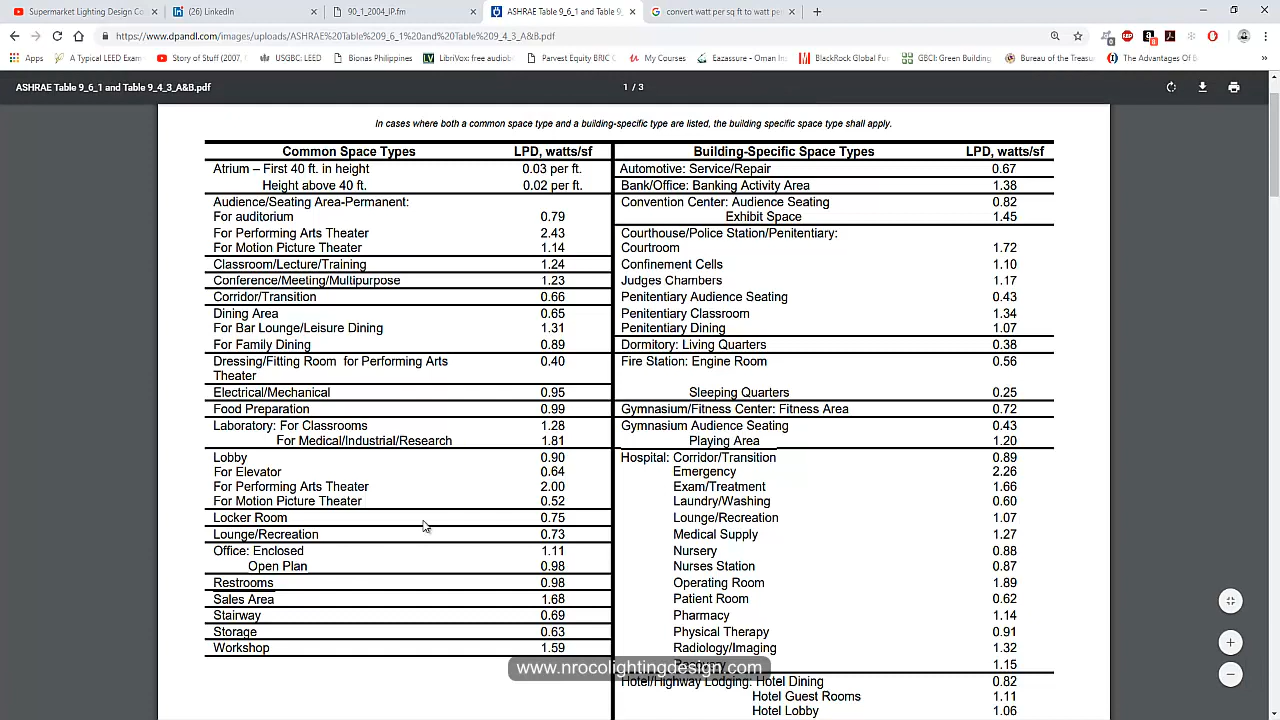 Supermarket Lighting Design Co
(26) LinkedIn
90_1_2004_IP.fm
ASHRAE Table 9_6_1 and Table 9_
convert watt per sq ft to watt per
https://www.dpandl.com/images/uploads/ASHRAE%20Table%209_6_1%20and%20Table%209_4_3_A&B.pdf
Apps
A Typical LEED Exam
Story of Stuff (2007,
USGBC: LEED
Bionas Philippines
LibriVox: free audiob
Parvest Equity BRIC
My Courses
Eazassure - Oman Ins
BlackRock Global Fu
GBCI: Green Building
Bureau of the Treasu
The Advantages Of B
ASHRAE Table 9_6_1 and Table 9_4_3_A&B.pdf
1 / 3
In cases where both a common space type and a building-specific type are listed, the building specific space type shall apply.
Common Space Types LPD, watts/sf
Atrium – First 40 ft. in height 0.03 per ft.
Height above 40 ft. 0.02 per ft.
Audience/Seating Area-Permanent:
For auditorium 0.79
For Performing Arts Theater 2.43
For Motion Picture Theater 1.14
Classroom/Lecture/Training 1.24
Conference/Meeting/Multipurpose 1.23
Corridor/Transition 0.66
Dining Area 0.65
For Bar Lounge/Leisure Dining 1.31
For Family Dining 0.89
Dressing/Fitting Room for Performing Arts 0.40
Theater
Electrical/Mechanical 0.95
Food Preparation 0.99
Laboratory: For Classrooms 1.28
For Medical/Industrial/Research 1.81
Lobby 0.90
For Elevator 0.64
For Performing Arts Theater 2.00
For Motion Picture Theater 0.52
Locker Room 0.75
Lounge/Recreation 0.73
Office: Enclosed 1.11
Open Plan 0.98
Restrooms 0.98
Sales Area 1.68
Stairway 0.69
Storage 0.63
Workshop 1.59
Building-Specific Space Types LPD, watts/sf
Automotive: Service/Repair 0.67
Bank/Office: Banking Activity Area 1.38
Convention Center: Audience Seating 0.82
Exhibit Space 1.45
Courthouse/Police Station/Penitentiary:
Courtroom 1.72
Confinement Cells 1.10
Judges Chambers 1.17
Penitentiary Audience Seating 0.43
Penitentiary Classroom 1.34
Penitentiary Dining 1.07
Dormitory: Living Quarters 0.38
Fire Station: Engine Room 0.56
Sleeping Quarters 0.25
Gymnasium/Fitness Center: Fitness Area 0.72
Gymnasium Audience Seating 0.43
Playing Area 1.20
Hospital: Corridor/Transition 0.89
Emergency 2.26
Exam/Treatment 1.66
Laundry/Washing 0.60
Lounge/Recreation 1.07
Medical Supply 1.27
Nursery 0.88
Nurses Station 0.87
Operating Room 1.89
Patient Room 0.62
Pharmacy 1.14
Physical Therapy 0.91
Radiology/Imaging 1.32
1.15
Hotel/Highway Lodging: Hotel Dining 0.82
Hotel Guest Rooms 1.11
Hotel Lobby 1.06
www.nrocolightingdesign.com